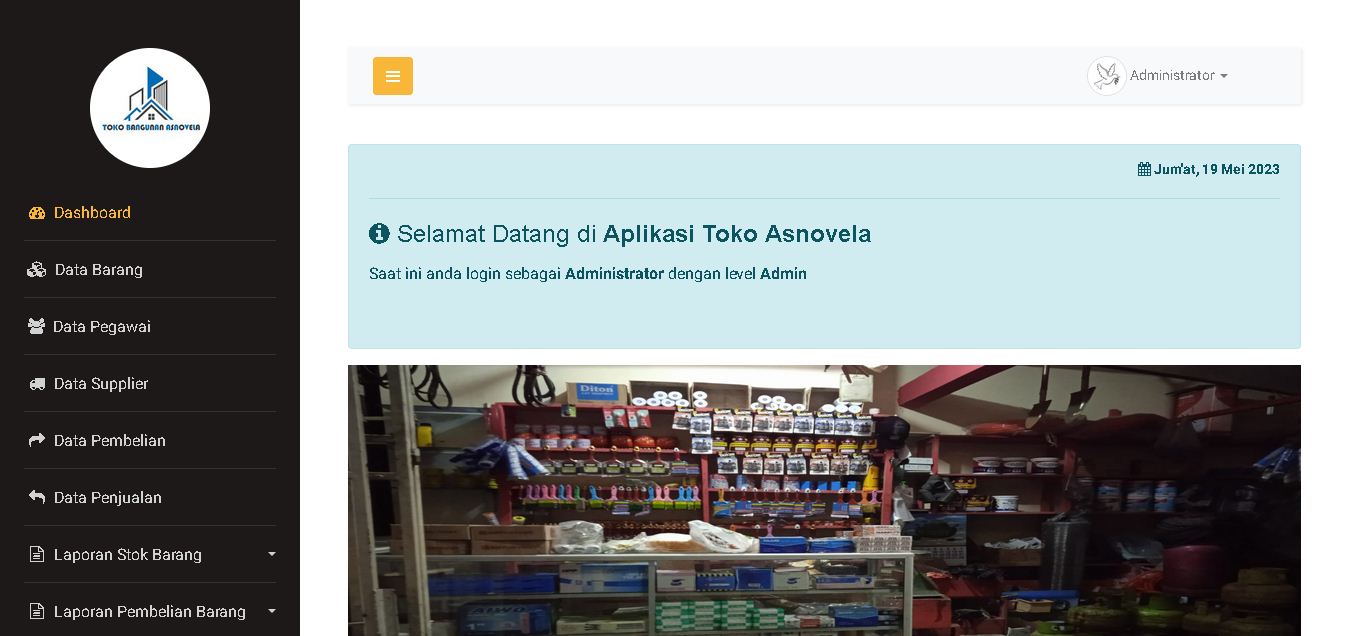 TOKO BANGUNAN ASNOVELA
Dashboard
Data Barang
Data Pegawai
Data Supplier
Data Pembelian
Data Penjualan
Laporan Stok Barang
Laporan Pembelian Barang
Administrator
Jum'at, 19 Mei 2023
Selamat Datang di Aplikasi Toko Asnovela
Saat ini anda login sebagai Administrator dengan level Admin
Diton